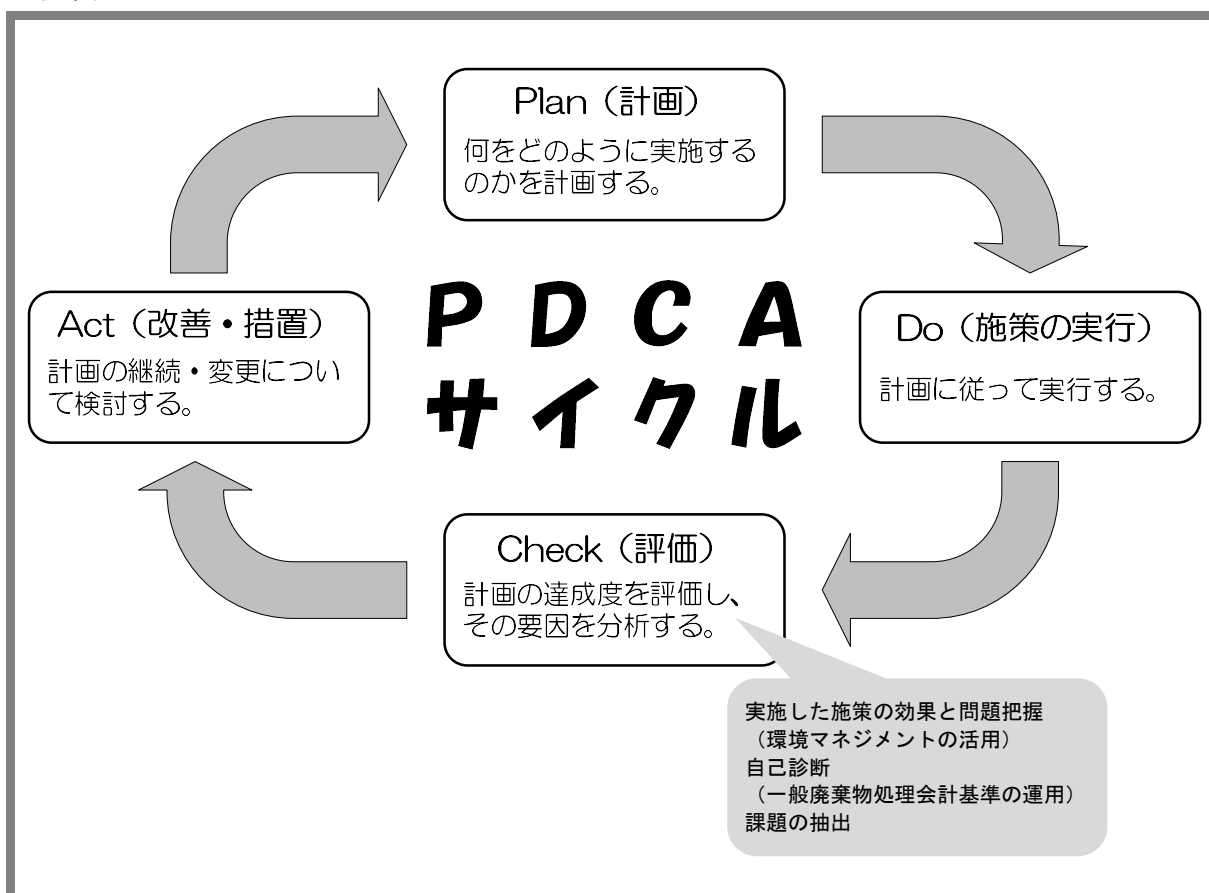 Plan（計画）
何をどのように実施する
のかを計画する。
PDCA
サイクル
Act（改善・措置）
計画の継続・変更につい
て検討する。
Do（施策の実行）
計画に従って実行する。
Check（評価）
計画の達成度を評価し、
その要因を分析する。
実施した施策の効果と問題把握
（環境マネジメントの活用）
自己診断
（一般廃棄物処理会計基準の運用）
課題の抽出